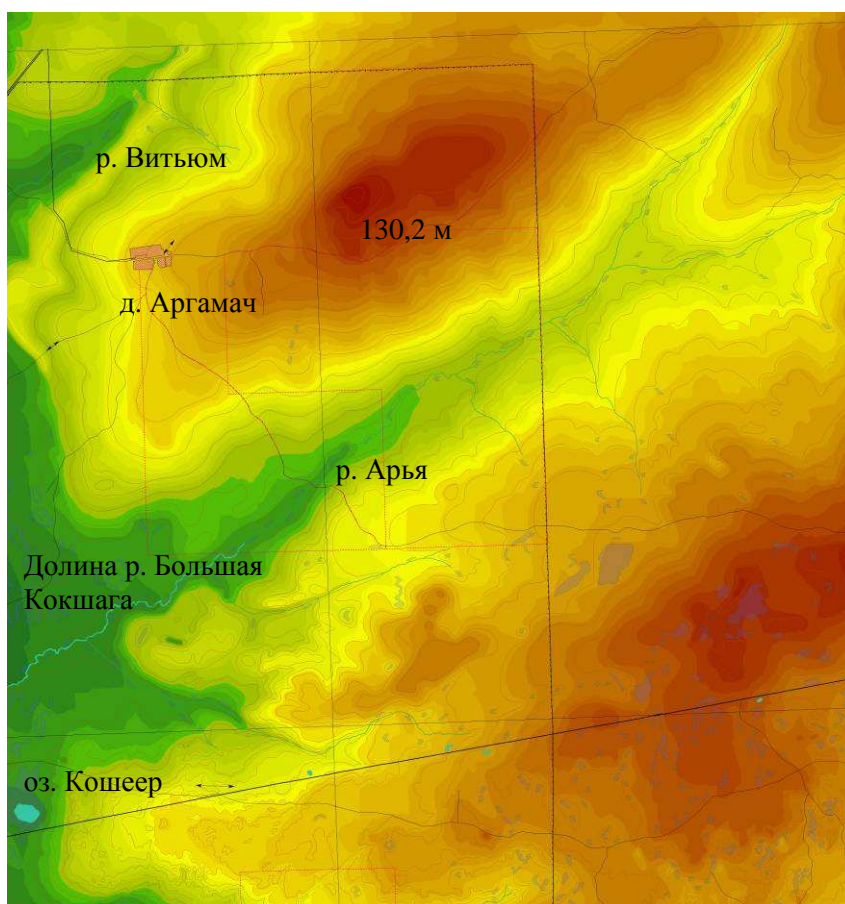 р. Витьюм
130,2 м
д. Аргамач
р. Арья
Долина р. Большая
Кокшага
оз. Кошеер